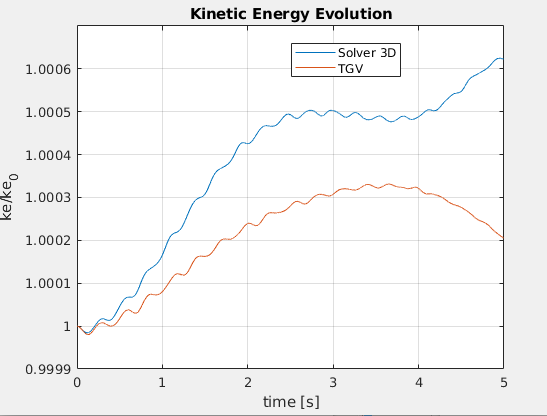 Kinetic Energy Evolution
Solver 3D
TGV
1.0006
1.0005
1.0004
1.0003
1.0002
1.0001
1
0.9999
ke/ke0
0 1 2 3 4 5
time [s]